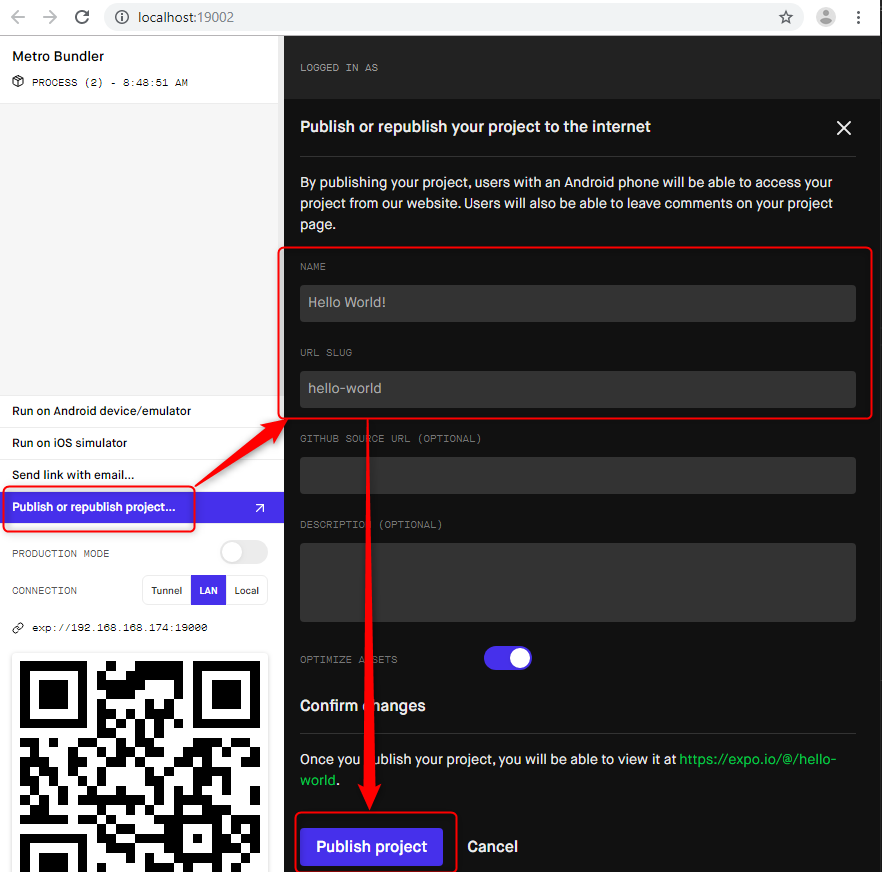 localhost:19002
Metro Bundler
PROCESS (2) - 8:48:51 AM
Run on Android device/emulator
Run on iOS simulator
Send link with email...
Publish or republish project...
PRODUCTION MODE
CONNECTION
Tunnel
LAN
Local
exp://192.168.168.174:19000
LOGGED IN AS
Publish or republish your project to the internet
By publishing your project, users with an Android phone will be able to access your
project from our website. Users will also be able to leave comments on your project
page.
NAME
Hello World!
URL SLUG
hello-world
GITHUB SOURCE URL (OPTIONAL)
DESCRIPTION (OPTIONAL)
OPTIMIZE ASSETS
Confirm changes
Once you publish your project, you will be able to view it at https://expo.io/@/hello-
world.
Publish project
Cancel